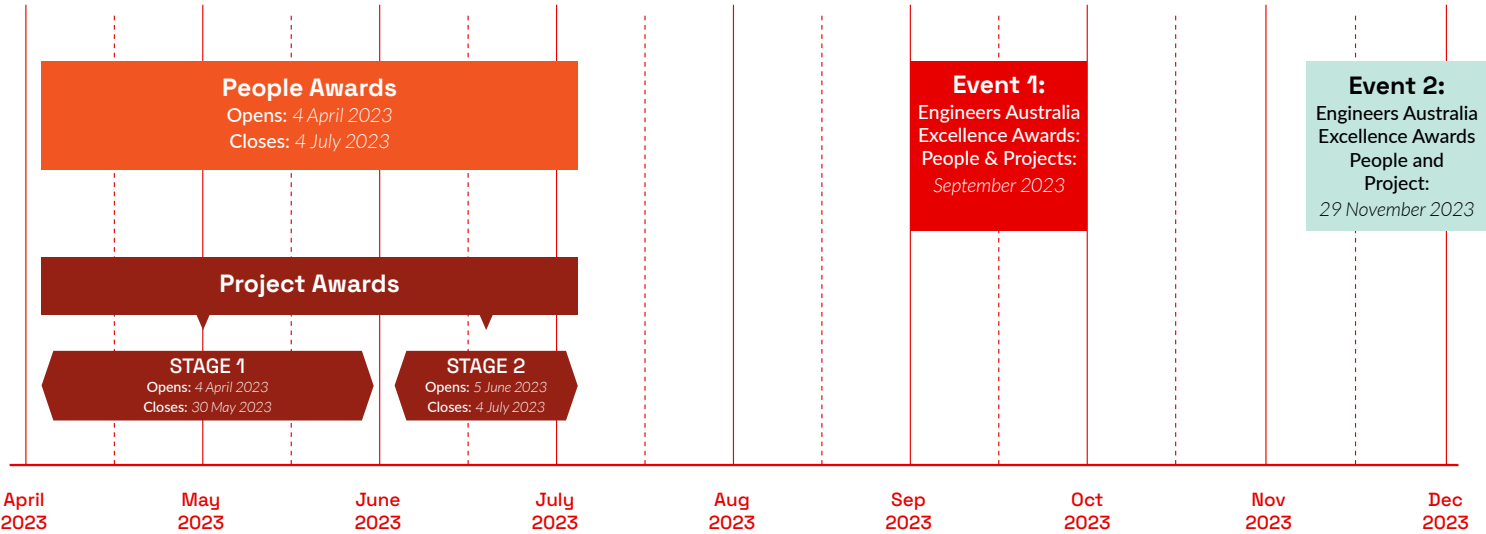 People Awards
Opens: 4 April 2023
Closes: 4 July 2023
Event 1:
Engineers Australia
Excellence Awards:
People & Projects:
September 2023
Event 2:
Engineers Australia
Excellence Awards
People and
Project:
29 November 2023
Project Awards
STAGE 1
Opens: 4 April 2023
Closes: 30 May 2023
STAGE 2
Opens: 5 June 2023
Closes: 4 July 2023
April
2023
May
2023
June
2023
July
2023
Aug
2023
Sep
2023
Oct
2023
Nov
2023
Dec
2023